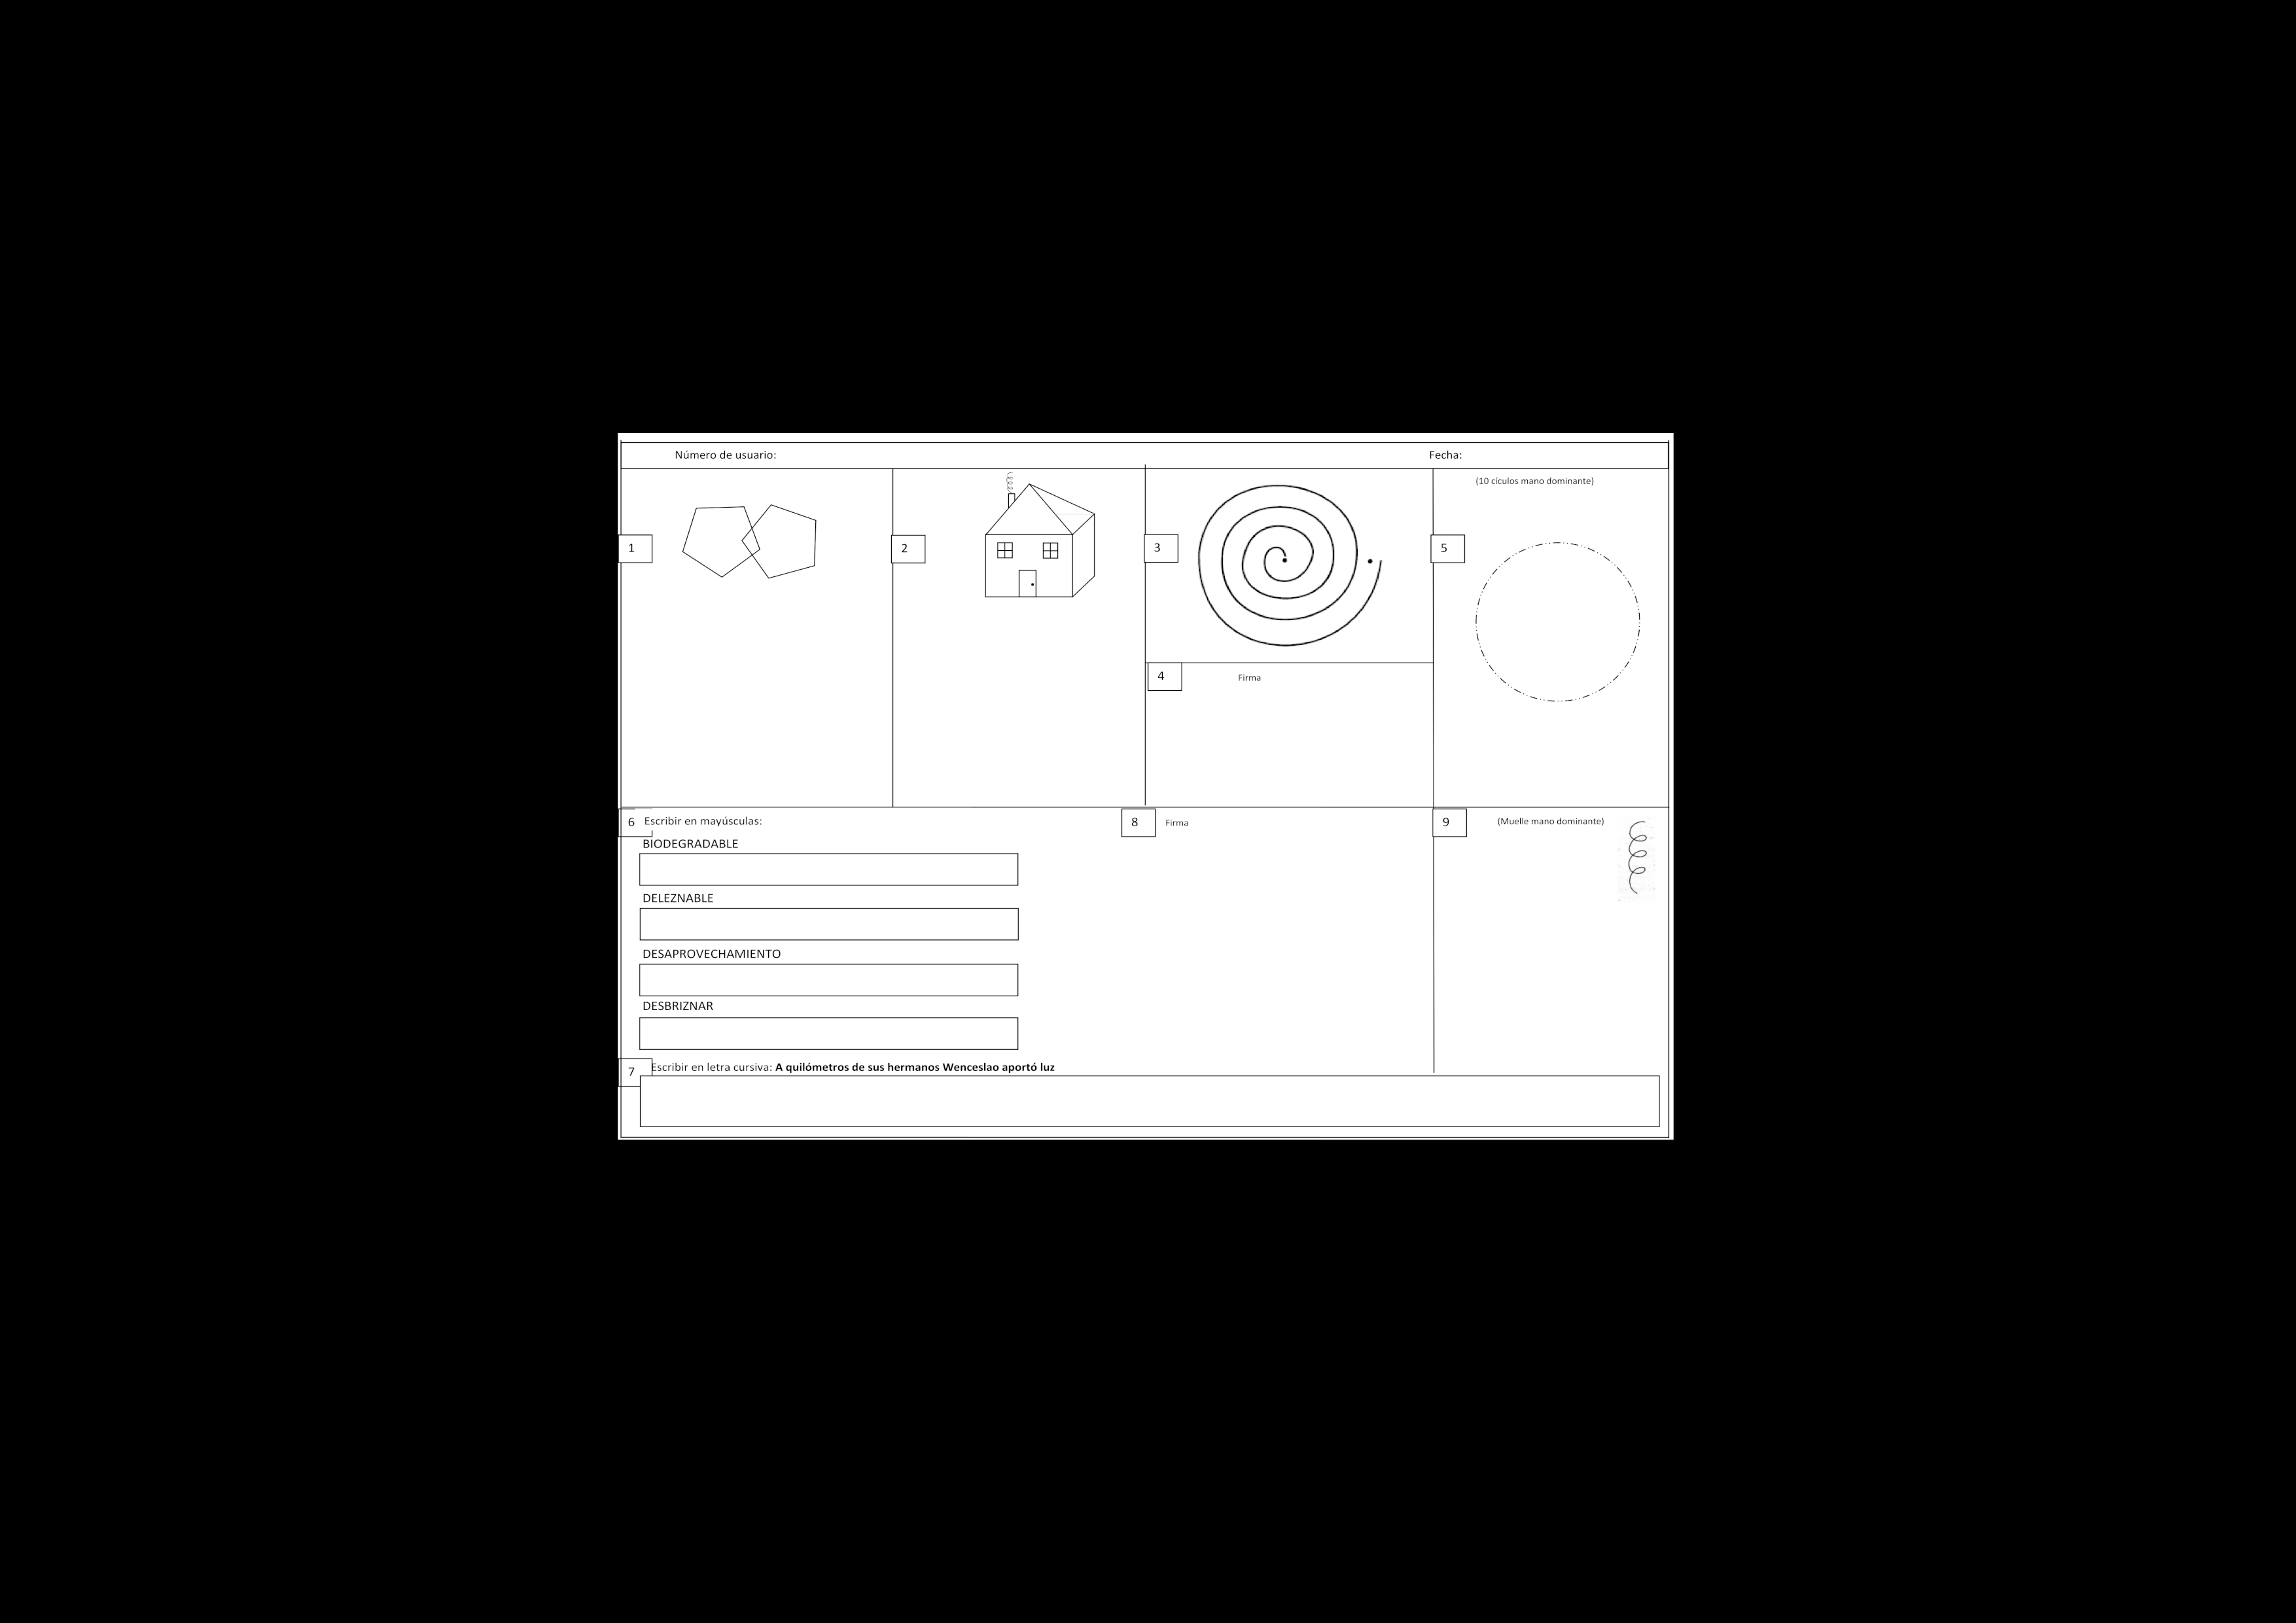 Número de usuario: Fecha:
(10 cículos mano dominante)
1 2 3 5
4 Firma
6 Escribir en mayúsculas:
8 Firma
9 (Muelle mano dominante)
BIODEGRADABLE
DELEZNABLE
DESAPROVECHAMIENTO
DESBRIZNAR
7 Escribir en letra cursiva: A quilómetros de sus hermanos Wenceslao aportó luz